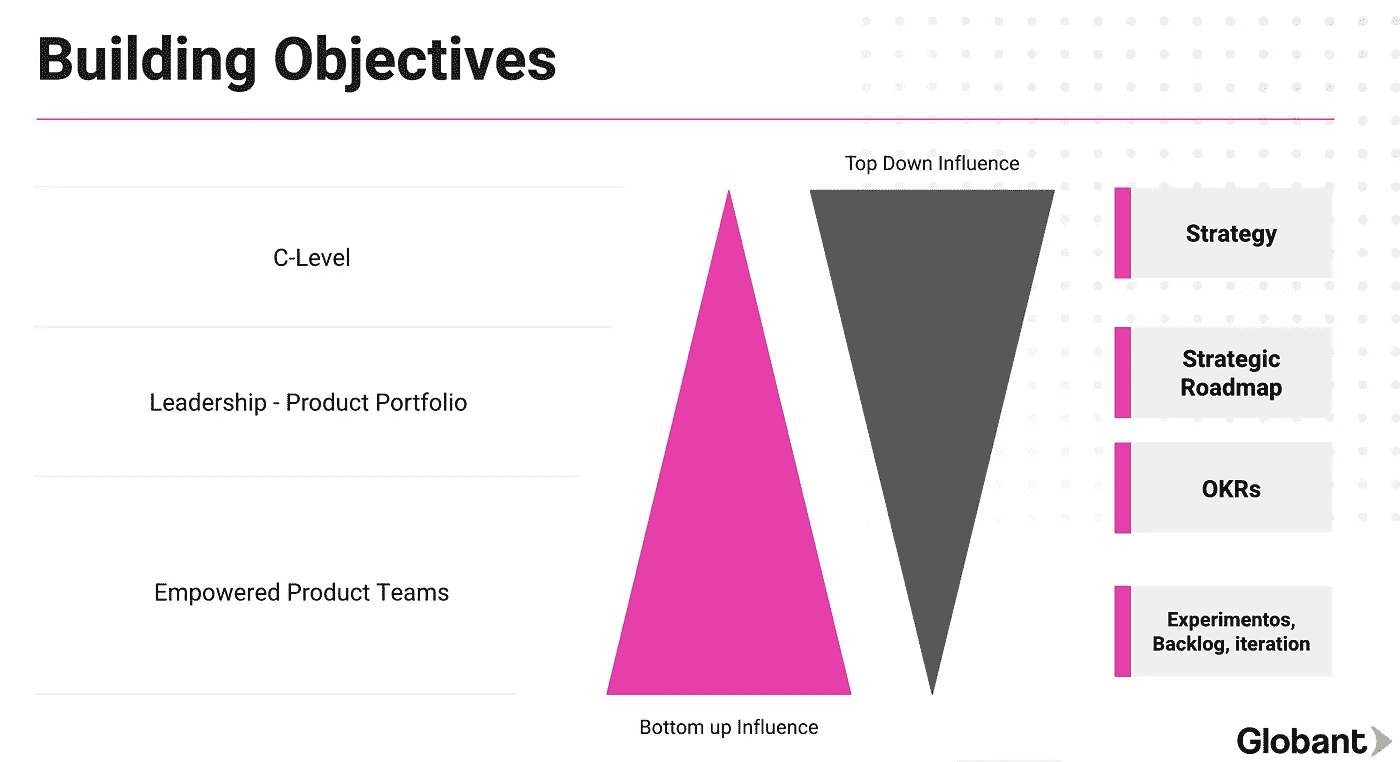 Building Objectives
Top Down Influence
C-Level
Leadership - Product Portfolio
Empowered Product Teams
Bottom up Influence
Strategy
Strategic
Roadmap
OKRs
Experimentos,
Backlog, iteration
Globant